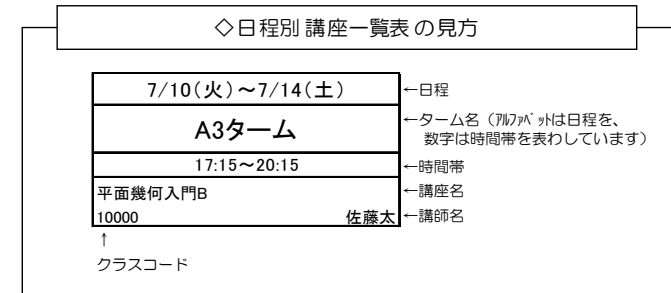 ◇日程別 講座一覧表 の見方
7/10(火)～7/14(土) ←日程
A3ターム ←ターム名（ｱﾙﾌｧﾍﾞｯﾄは日程を、
数字は時間帯を表わしています）
17:15～20:15 ←時間帯
平面幾何入門B ←講座名
10000 佐藤太 ←講師名
↑
クラスコード